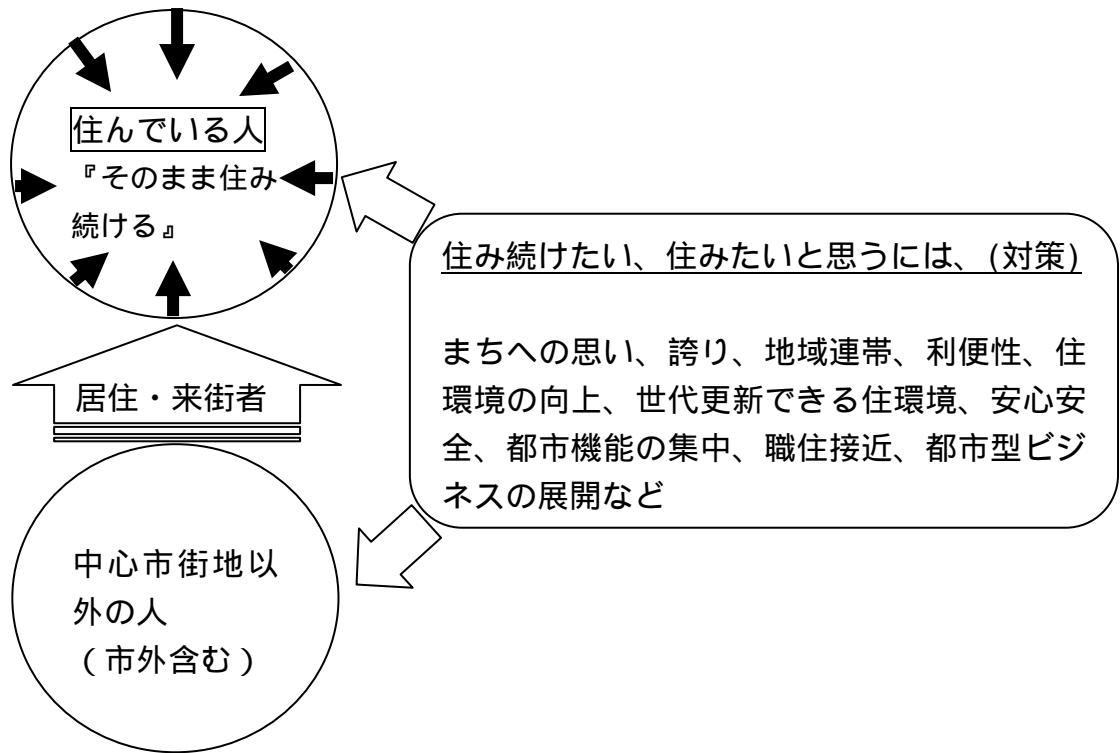 住んでいる人
『そのまま住み
続ける』
居住・来街者
中心市街地以
外の人
（市外含む）
住み続けたい、住みたいと思うには、(対策)
まちへの思い、誇り、地域連帯、利便性、住
環境の向上、世代更新できる住環境、安心安
全、都市機能の集中、職住接近、都市型ビジ
ネスの展開など